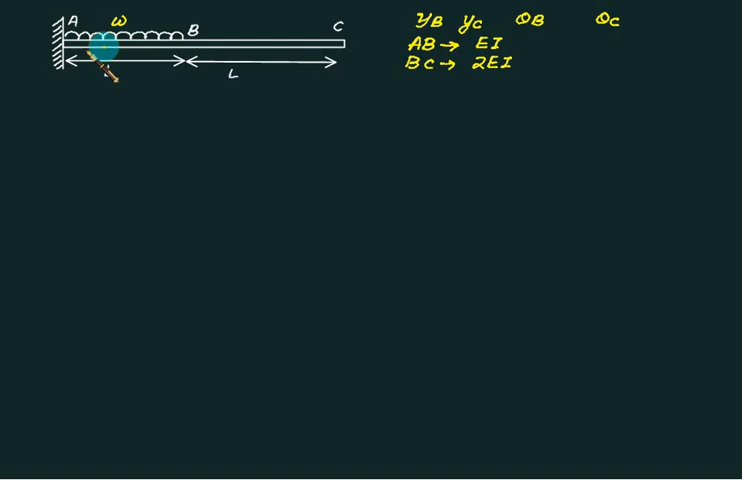 A ω B C
L
yB yC θB θC
AB → EI
BC → 2EI